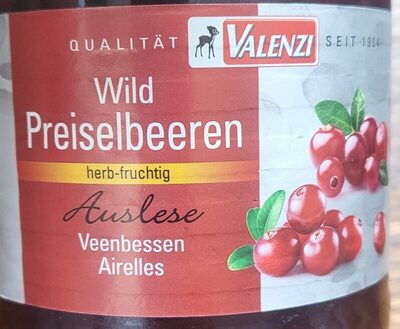 QUALITÄT VALENZI SEIT 1954
Wild
Preiselbeeren
herb-fruchtig
Auslese
Veenbessen
Airelles